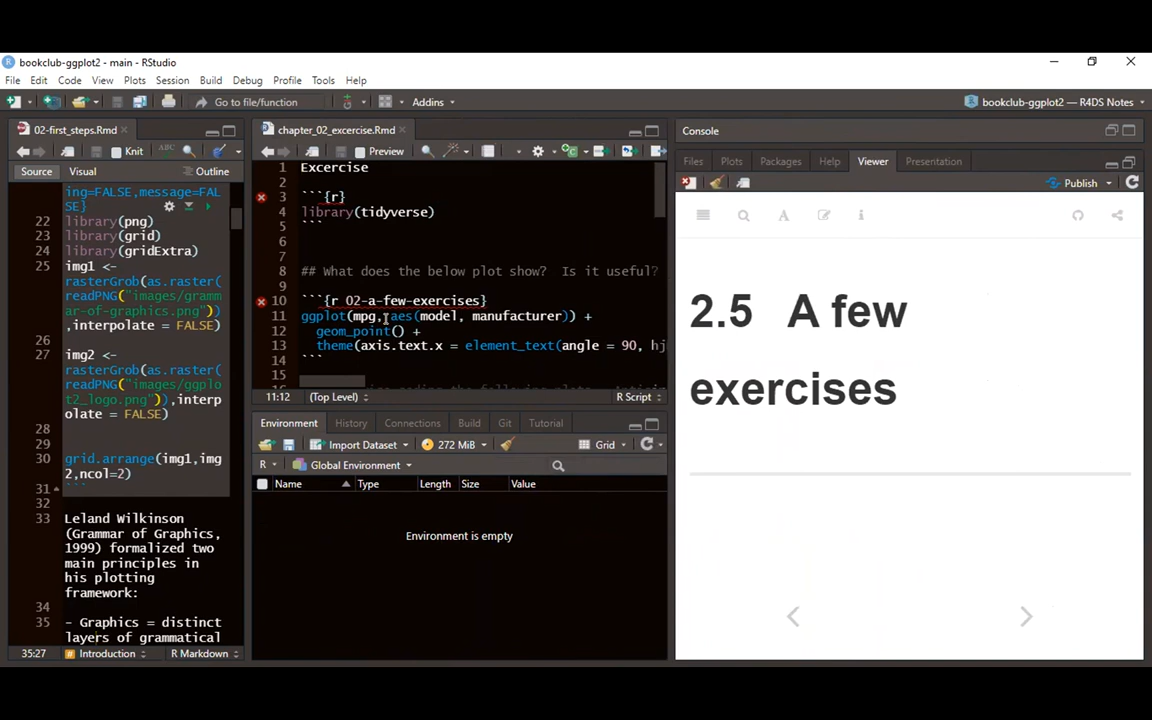 bookclub-ggplot2 - main - RStudio
File Edit Code View Plots Session Build Debug Profile Tools Help
Go to file/function Addins bookclub-ggplot2 — R4DS Notes
02-first_steps.Rmd
Knit
Source Visual Outline
ing=FALSE,message=FAL
SE}
22 library(png)
23 library(grid)
24 library(gridExtra)
25 img1 <-
rasterGrob(as.raster(
readPNG("images/gramm
ar-of-graphics.png"))
,interpolate = FALSE)
26
27 img2 <-
rasterGrob(as.raster(
readPNG("images/ggplo
t2_logo.png")),interp
olate = FALSE)
28
29
30 grid.arrange(img1,img
2,ncol=2)
31 ```
32
33 Leland Wilkinson
(Grammar of Graphics,
1999) formalized two
main principles in
his plotting
framework:
34
35 - Graphics = distinct
layers of grammatical
35:27 Introduction R Markdown
chapter_02_excercise.Rmd
Preview
1 Excercise
2
3 ```{r}
4 library(tidyverse)
5 ```
6
7
8 ## What does the below plot show? Is it useful?
9
10 ```{r 02-a-few-exercises}
11 ggplot(mpg, aes(model, manufacturer)) +
12 geom_point() +
13 theme(axis.text.x = element_text(angle = 90, hj
14 ```
15
11:12 (Top Level) R Script
Environment History Connections Build Git Tutorial
Import Dataset 272 MiB Grid
R Global Environment
Name Type Length Size Value
Environment is empty
Console
Files Plots Packages Help Viewer Presentation
Publish
2.5 A few
exercises